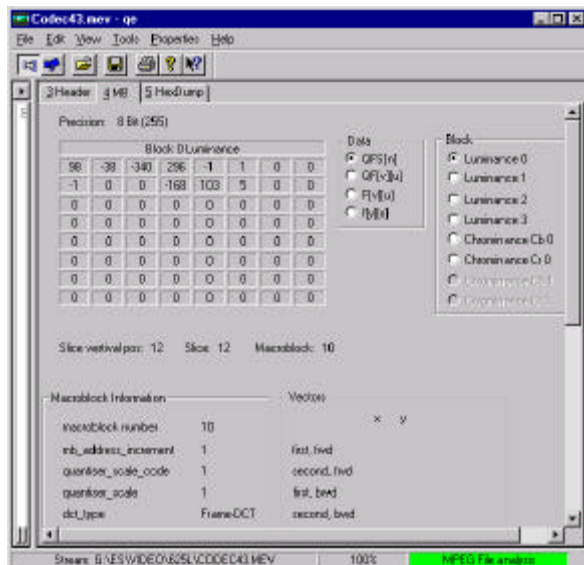 Codec43.mev - qe
File Edit View Tools Properties Help
3 Header 4 MB 5 HexDump
Precision: 8 Bit (255)
Block 0 Luminance
98 -38 -340 296 -1 1 0 0
-1 0 0 -168 103 5 0 0
0 0 0 0 0 0 0 0
0 0 0 0 0 0 0 0
0 0 0 0 0 0 0 0
0 0 0 0 0 0 0 0
0 0 0 0 0 0 0 0
0 0 0 0 0 0 0 0
Data
QFS[n]
QF[v][u]
F[v][u]
f[y][x]
Block
Luminance 0
Luminance 1
Luminance 2
Luminance 3
Chrominance Cb 0
Chrominance Cr 0
Slice vertival pos: 12 Slice: 12 Macroblock: 10
Macroblock Information
macroblock number 10
mb_address_increment 1
quantiser_scale_code 1
quantiser_scale 1
dct_type Frame-DCT
Vectors
x y
first, fwd
second, fwd
first, bwd
second, bwd
100% MPEG File analysis